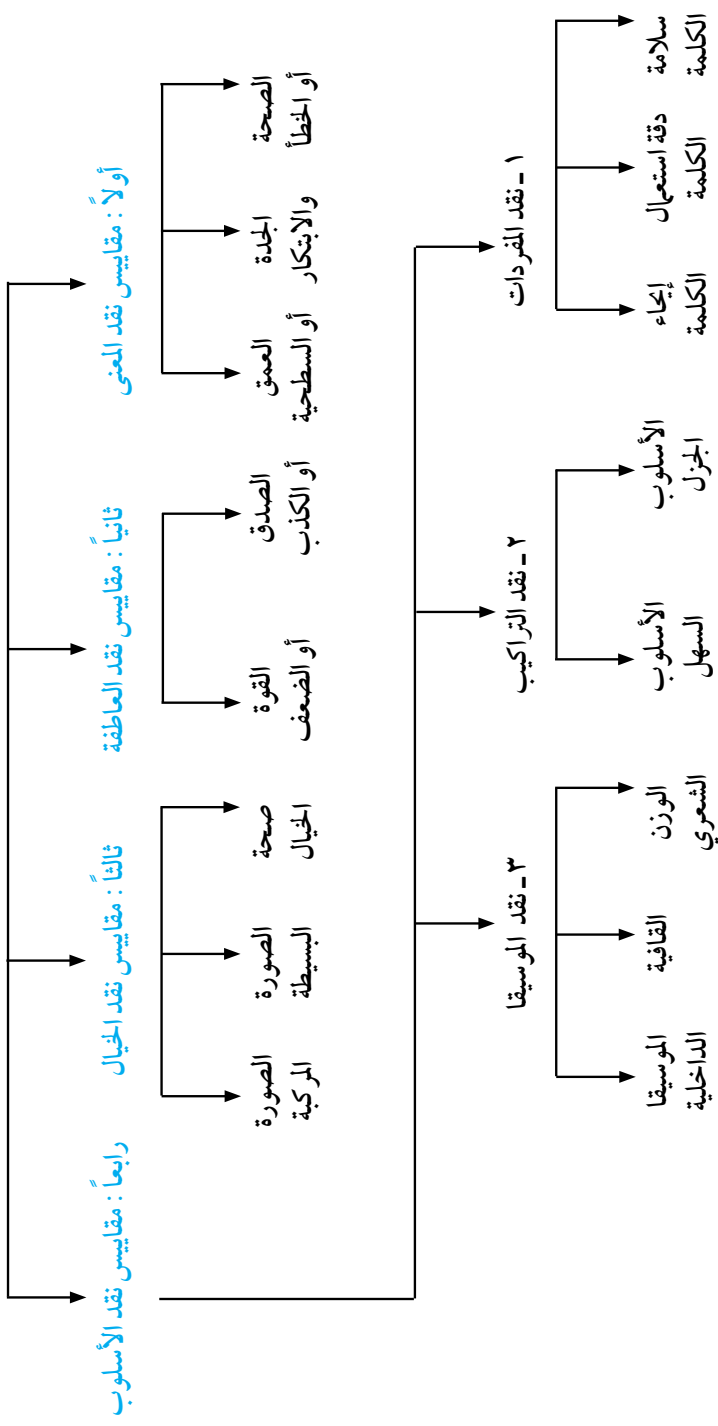 أولاً : مقاييس نقد المعنى
ثانياً : مقاييس نقد العاطفة
ثالثاً : مقاييس نقد الخيال
رابعاً : مقاييس نقد الأسلوب
الصحة
أو الخطأ
الجدة
والابتكار
العمق
أو السطحية
الصدق
أو الكذب
القوة
أو الضعف
صحة
الخيال
الصورة
البسيطة
الصورة
المركبة
١ ـ نقد المفردات
٢ ـ نقد التراكيب
٣ ـ نقد الموسيقا
سلامة
الكلمة
دقة استعمال
الكلمة
إيحاء
الكلمة
الأسلوب
الجزل
الأسلوب
السهل
الوزن
الشعري
القافية
الموسيقا
الداخلية